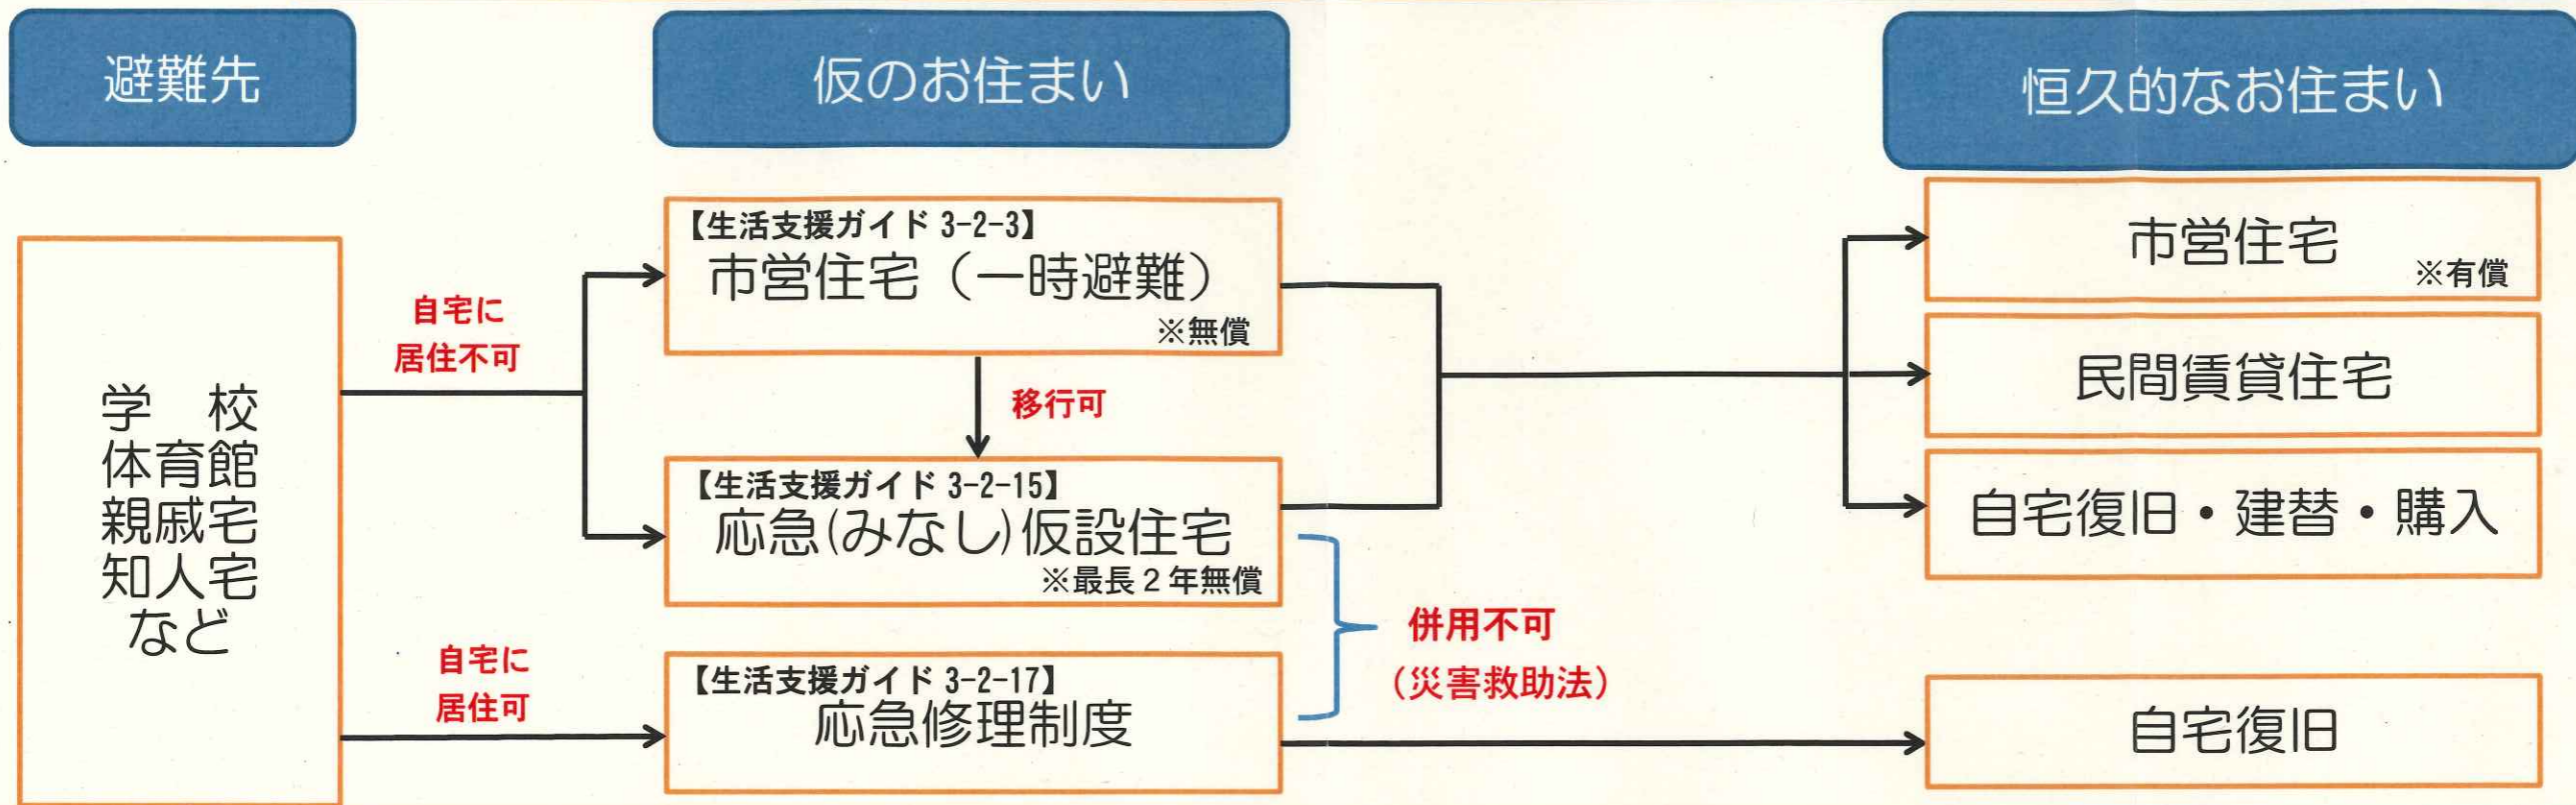 避難先
仮のお住まい
恒久的なお住まい
学　校
体育館
親戚宅
知人宅
など
自宅に
居住不可
自宅に
居住可
【生活支援ガイド 3-2-3】
市営住宅（一時避難）
※無償
移行可
【生活支援ガイド 3-2-15】
応急(みなし)仮設住宅
※最長２年無償
【生活支援ガイド 3-2-17】
応急修理制度
併用不可
（災害救助法）
市営住宅
※有償
民間賃貸住宅
自宅復旧・建替・購入
自宅復旧